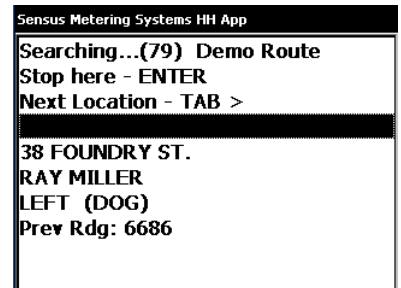 Sensus Metering Systems HH App
Searching...(79) Demo Route
Stop here - ENTER
Next Location - TAB >
38 FOUNDRY ST.
RAY MILLER
LEFT (DOG)
Prev Rdg: 6686